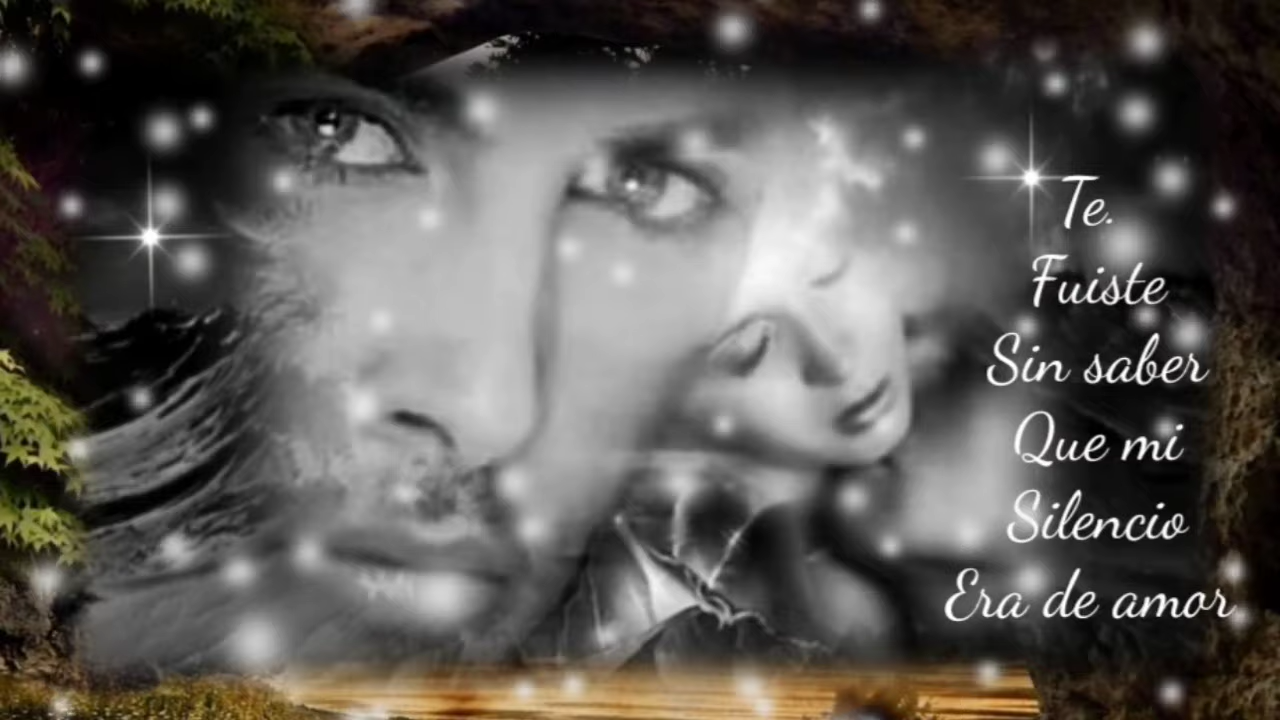 Te.
Fuiste
Sin saber
Que mi
Silencio
Era de amor